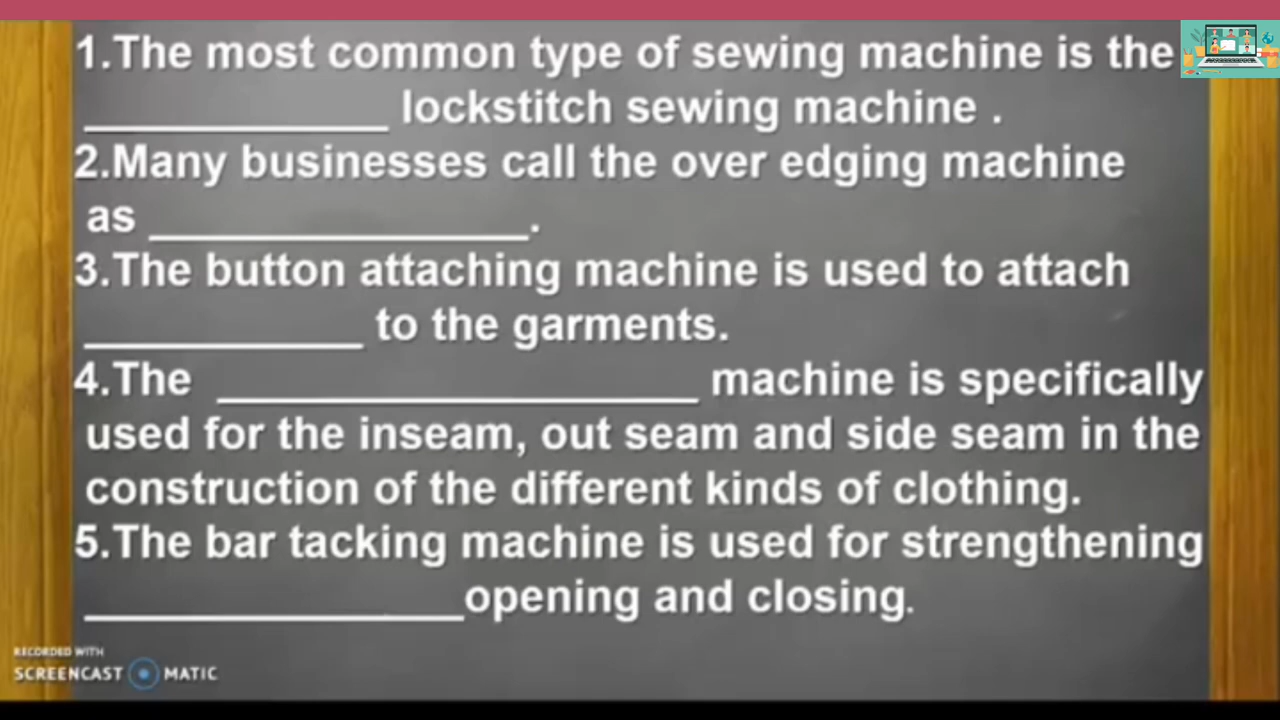 1.The most common type of sewing machine is the
______________ lockstitch sewing machine .
2.Many businesses call the over edging machine
as _________________.
3.The button attaching machine is used to attach
_____________ to the garments.
4.The ______________________ machine is specifically
used for the inseam, out seam and side seam in the
construction of the different kinds of clothing.
5.The bar tacking machine is used for strengthening
_________________opening and closing.
RECORDED WITH
SCREENCAST MATIC